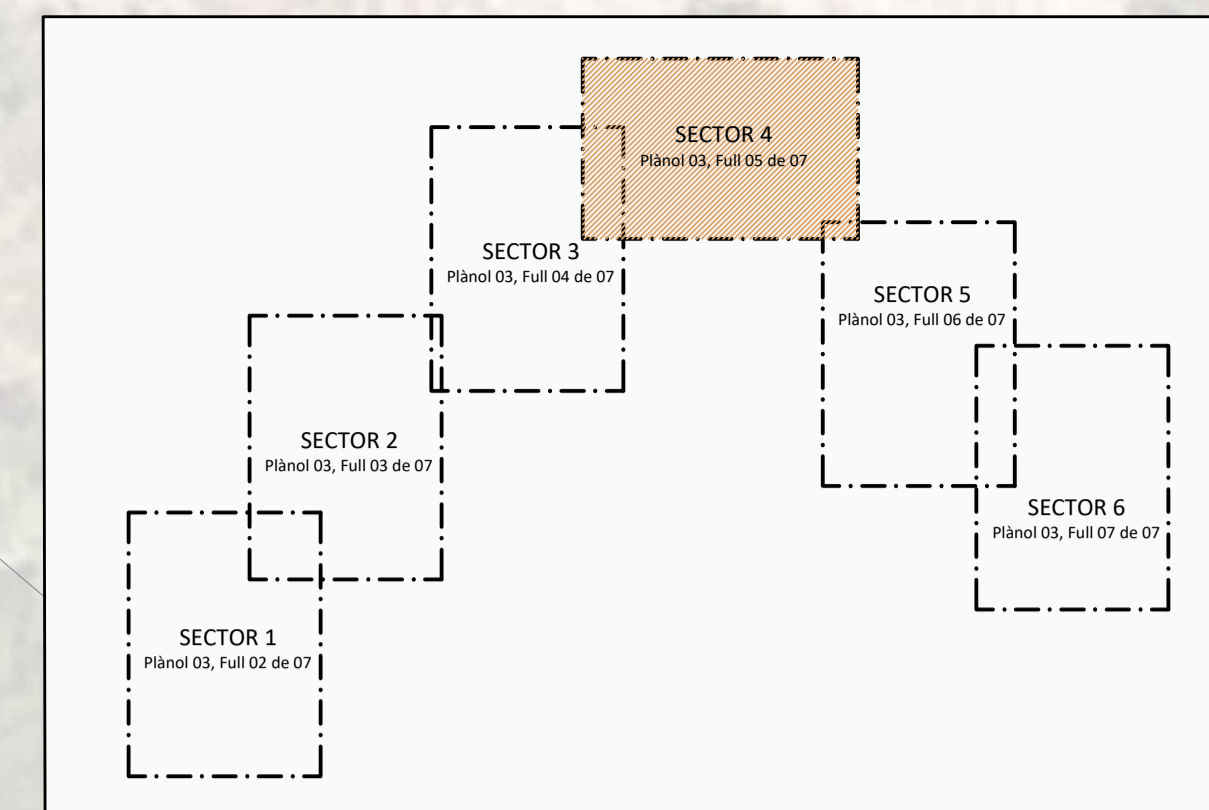 SECTOR 4
Plànol 03, Full 05 de 07
SECTOR 3
Plànol 03, Full 04 de 07
SECTOR 5
Plànol 03, Full 06 de 07
SECTOR 2
Plànol 03, Full 03 de 07
SECTOR 6
Plànol 03, Full 07 de 07
SECTOR 1
Plànol 03, Full 02 de 07